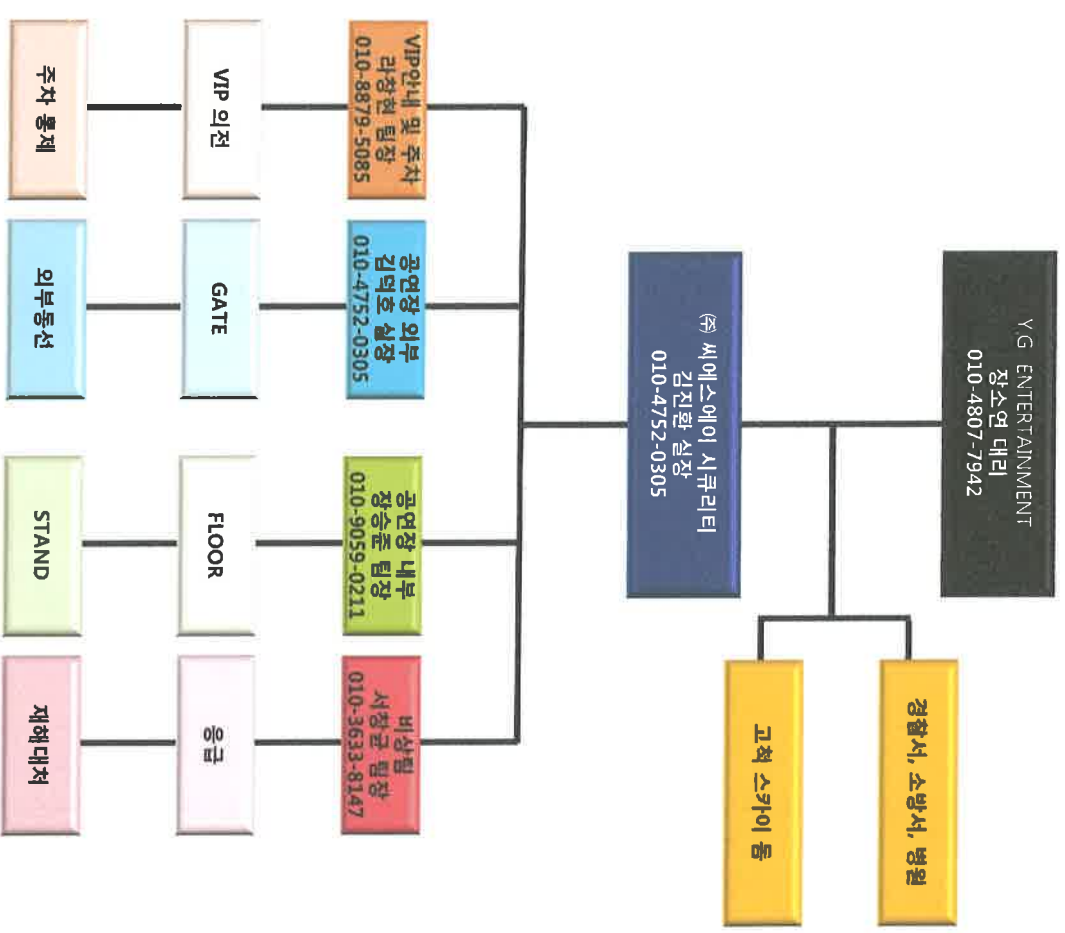 Y.G ENTERTAINMENT
장소연 대리
010-4807-7942
경찰서, 소방서, 병원
고척 스카이 돔
㈜ 씨에스에이 시큐리티
김진환 실장
010-4752-0305
VIP안내 및 주차
라창현 팀장
010-8879-5085
공연장 외부
김덕호 실장
010-4752-0305
공연장 내부
장승준 팀장
010-9059-0211
비상팀
서창균 팀장
010-3633-8147
VIP 의전
GATE
FLOOR
응급
주차 통제
외부동선
STAND
재해대처